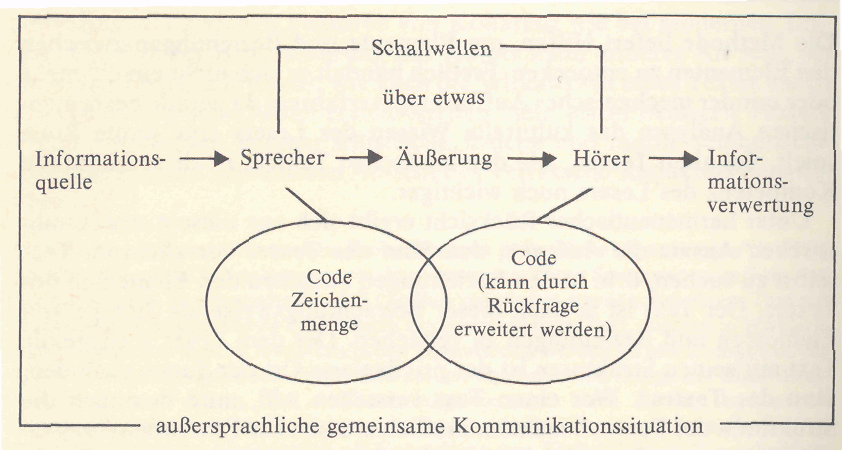 Schallwellen
über etwas
Informations-
quelle
Sprecher
Äußerung
Hörer
Infor-
mations-
verwertung
Code
Zeichen-
menge
Code
(kann durch
Rückfrage
erweitert werden)
außersprachliche gemeinsame Kommunikationssituation